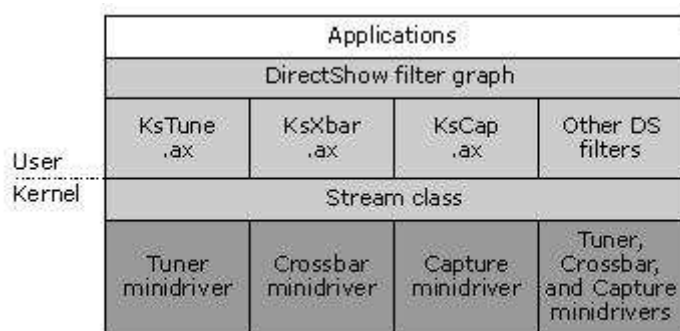 Applications
DirectShow filter graph
KsTune
.ax
KsXbar
.ax
KsCap
.ax
Other DS
filters
User
Kernel
Stream class
Tuner
minidriver
Crossbar
minidriver
Capture
minidriver
Tuner,
Crossbar,
and Capture
minidrivers